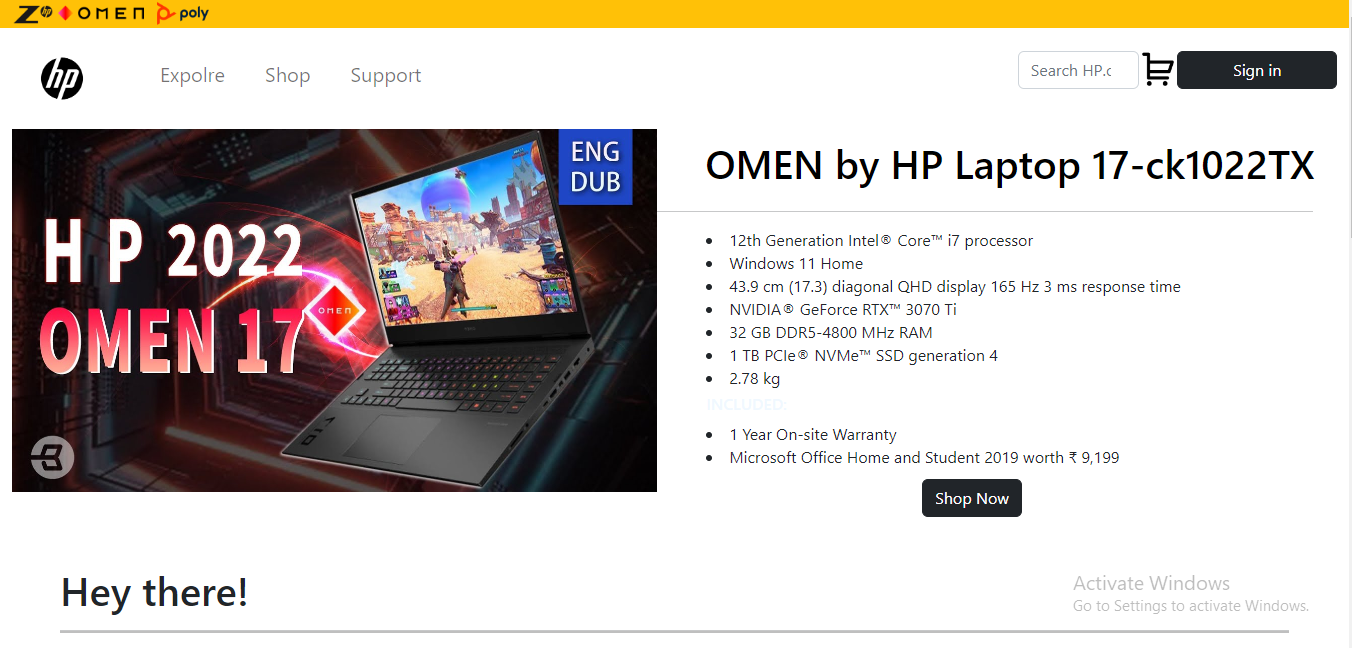 Z hp OMEN poly
hp
Expolre
Shop
Support
Search HP.c
Sign in
ENG
DUB
HP 2022
OMEN
OMEN 17
B
OMEN by HP Laptop 17-ck1022TX
12th Generation Intel® Core™ i7 processor
Windows 11 Home
43.9 cm (17.3) diagonal QHD display 165 Hz 3 ms response time
NVIDIA® GeForce RTX™ 3070 Ti
32 GB DDR5-4800 MHz RAM
1 TB PCIe® NVMe™ SSD generation 4
2.78 kg
INCLUDED:
1 Year On-site Warranty
Microsoft Office Home and Student 2019 worth ₹ 9,199
Shop Now
Hey there!
Activate Windows
Go to Settings to activate Windows.